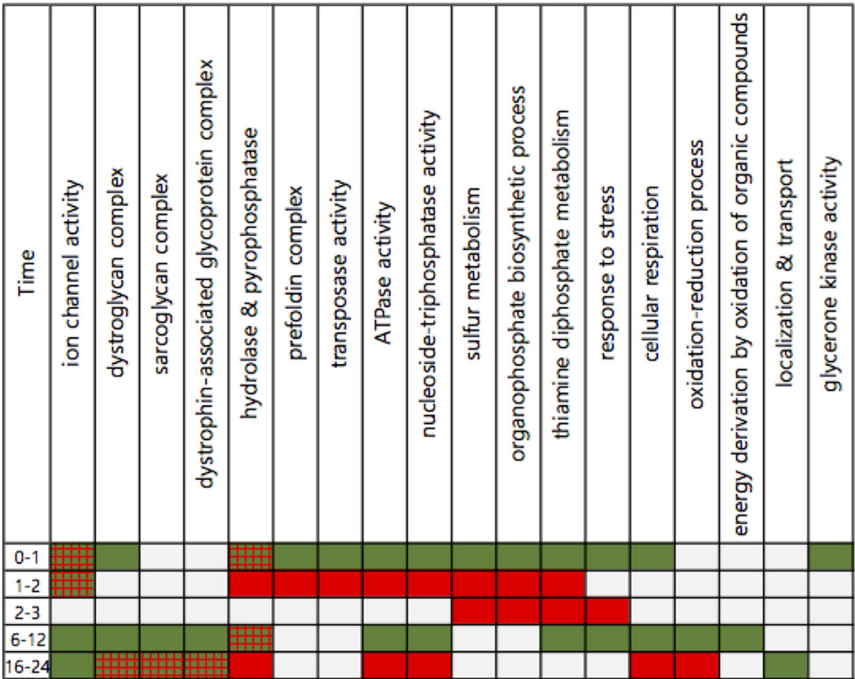 Time
ion channel activity
dystroglycan complex
sarcoglycan complex
dystrophin-associated glycoprotein complex
hydrolase & pyrophosphatase
prefoldin complex
transposase activity
ATPase activity
nucleoside-triphosphatase activity
sulfur metabolism
organophosphate biosynthetic process
thiamine diphosphate metabolism
response to stress
cellular respiration
oxidation-reduction process
energy derivation by oxidation of organic compounds
localization & transport
glycerone kinase activity
0-1
1-2
2-3
6-12
16-24